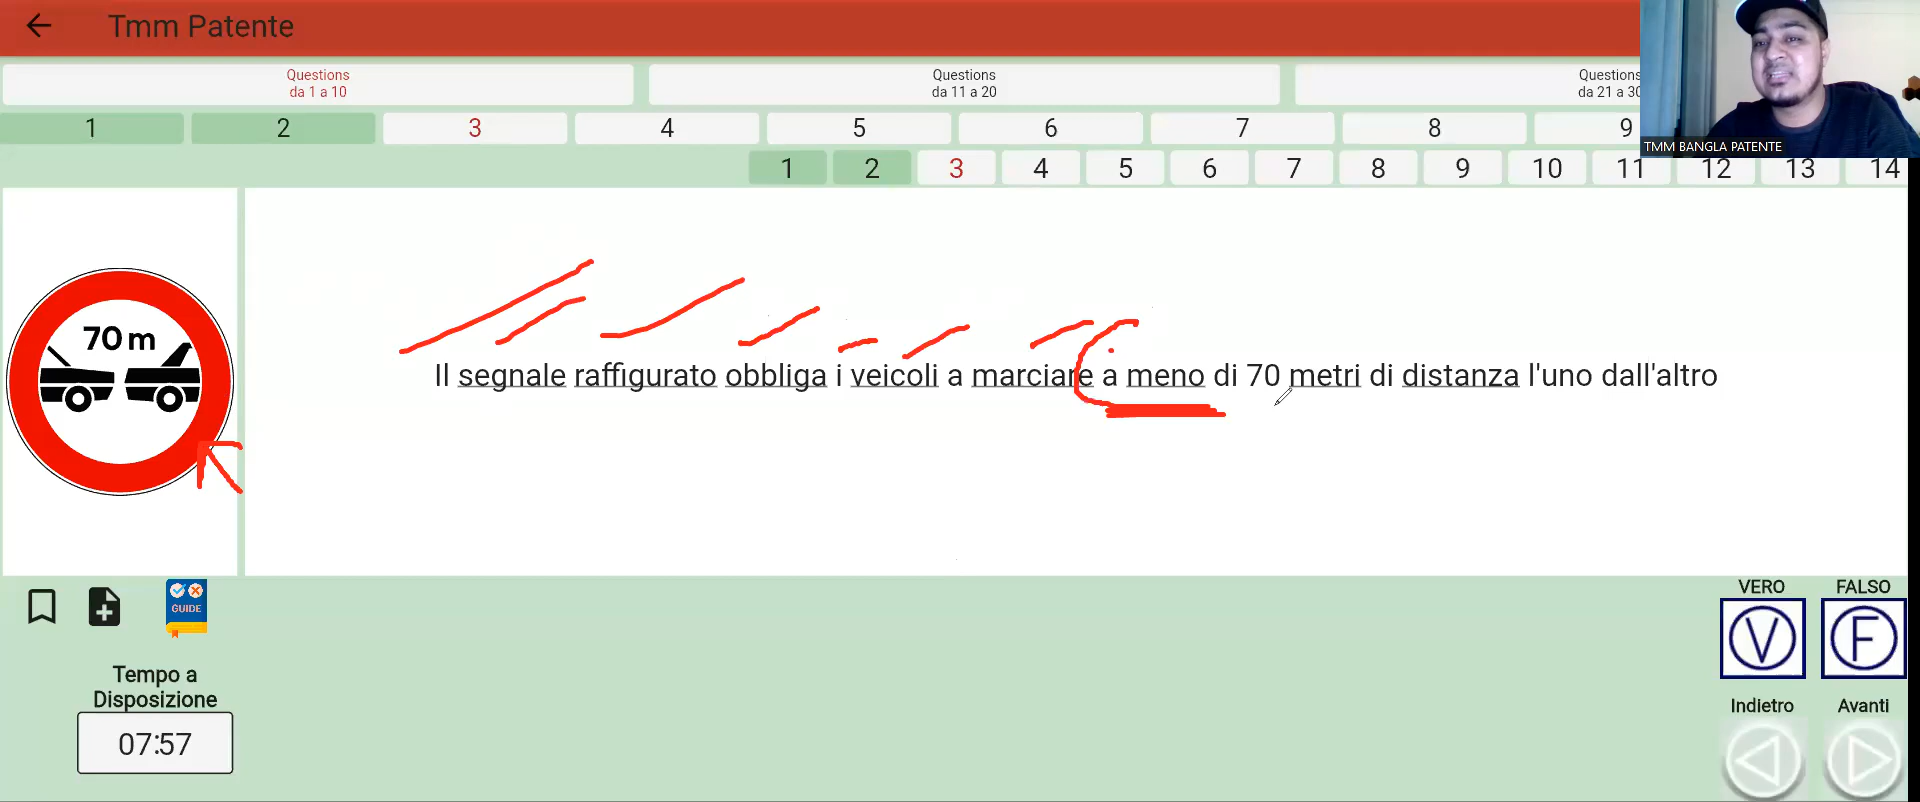 Tmm Patente
Questions
da 1 a 10
Questions
da 11 a 20
Questions
da 21 a 30
1 2 3 4 5 6 7 8 9
TMM BANGLA PATENTE
1 2 3 4 5 6 7 8 9 10 11 12 13 14
70 m
Il segnale raffigurato obbliga i veicoli a marciare a meno di 70 metri di distanza l'uno dall'altro
GUIDE
VERO FALSO
V F
Tempo a
Disposizione
07:57
Indietro Avanti